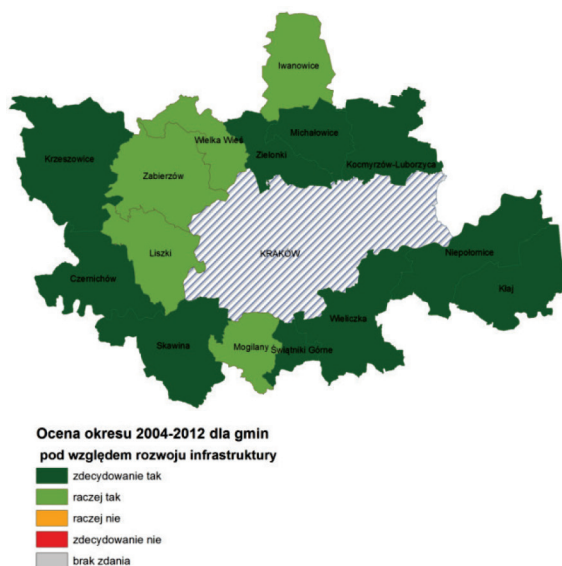 Iwanowice
Michałowice
Wielka Wieś
Zielonki
Krzeszowice
Kocmyrzów-Luborzyca
Zabierzów
Liszki
KRAKÓW
Niepołomice
Czernichów
Kłaj
Wieliczka
Skawina
Mogilany
Świątniki Górne
Ocena okresu 2004-2012 dla gmin
pod względem rozwoju infrastruktury
zdecydowanie tak
raczej tak
raczej nie
zdecydowanie nie
brak zdania